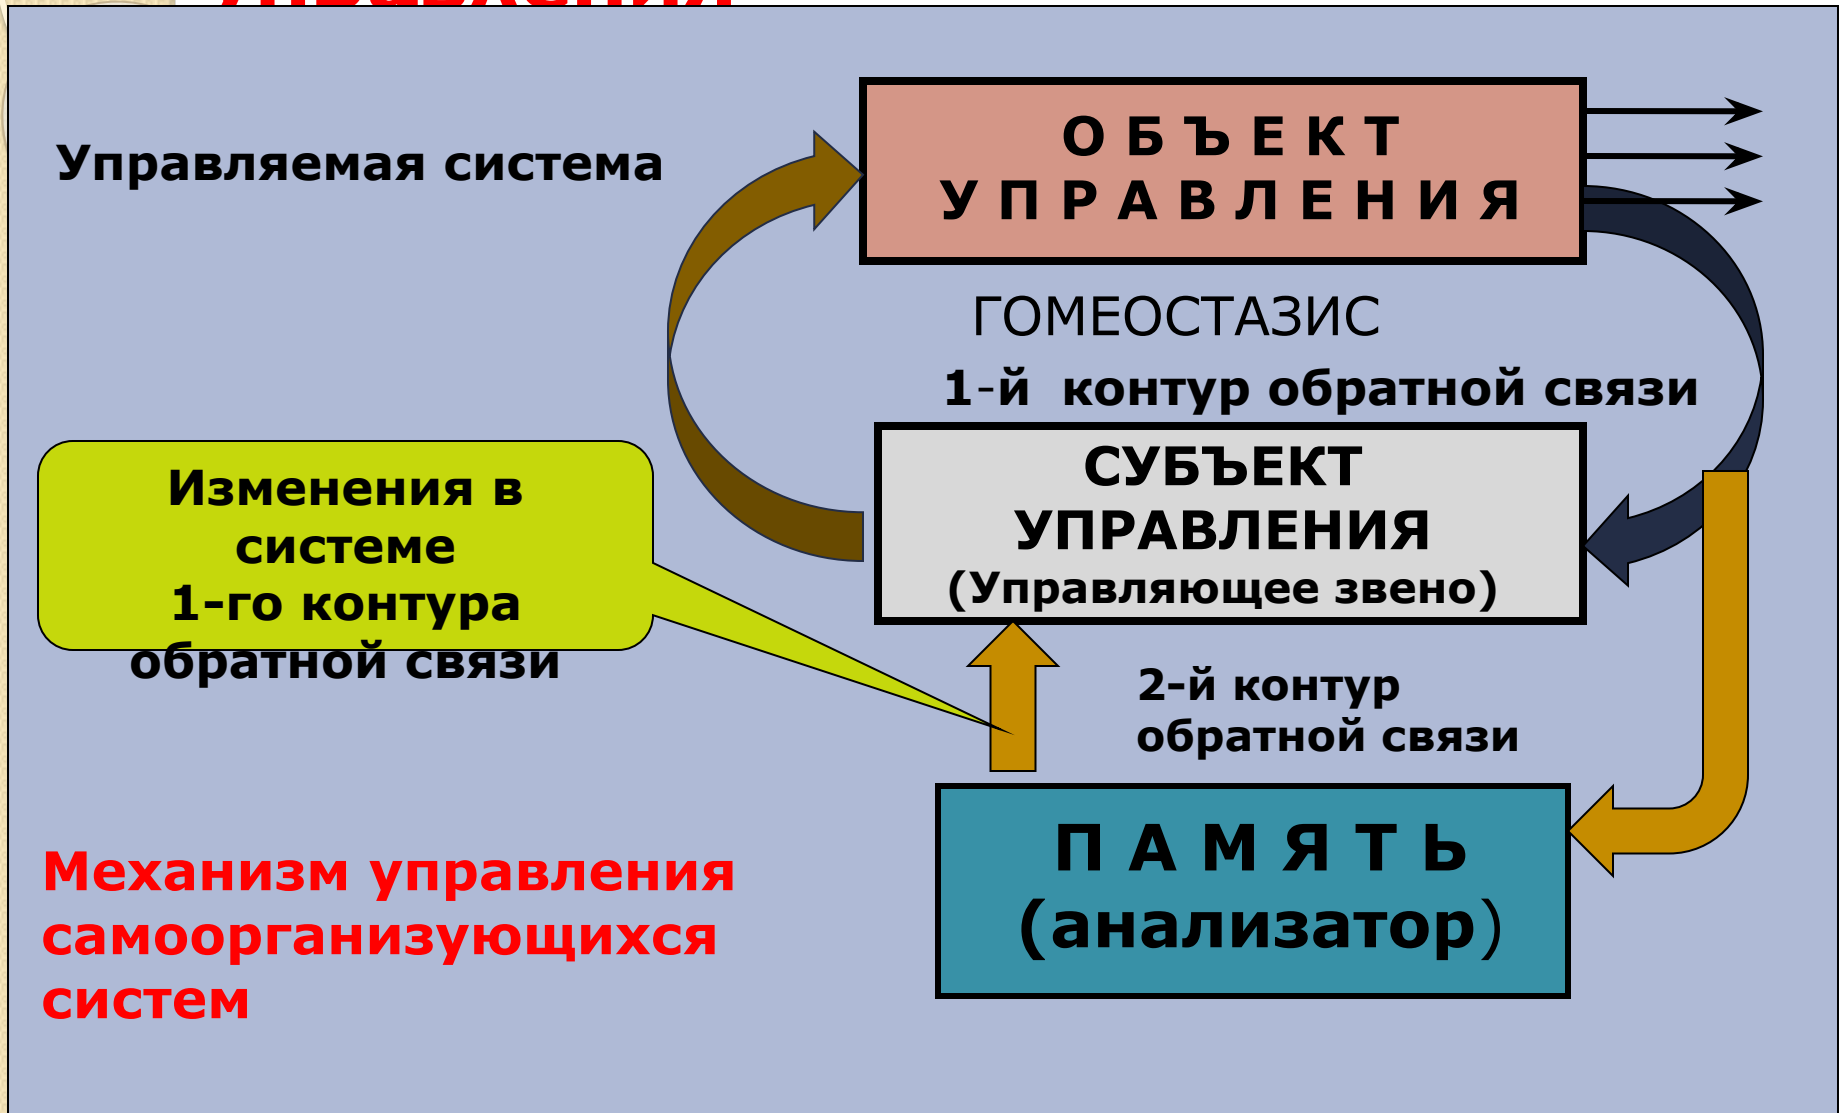 Управления
Управляемая система
О Б Ъ Е К Т
У П Р А В Л Е Н И Я
ГОМЕОСТАЗИС
1-й контур обратной связи
СУБЪЕКТ
УПРАВЛЕНИЯ
(Управляющее звено)
Изменения в
системе
1-го контура
обратной связи
2-й контур
обратной связи
П А М Я Т Ь
(анализатор)
Механизм управления
самоорганизующихся
систем